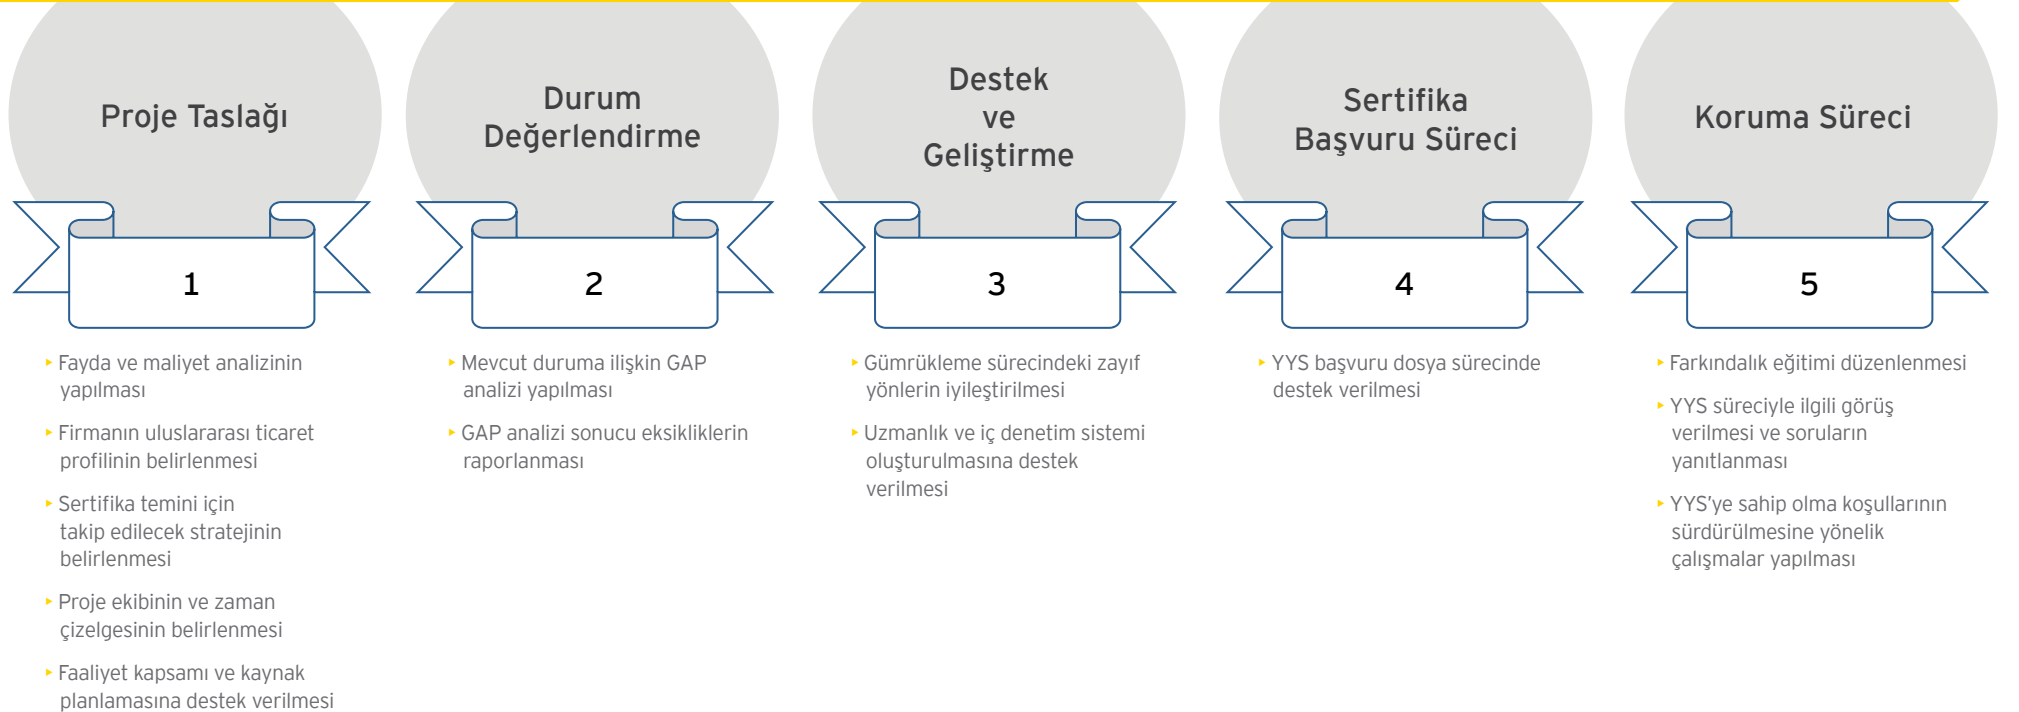 Proje Taslağı
1
▸ Fayda ve maliyet analizinin
yapılması
▸ Firmanın uluslararası ticaret
profilinin belirlenmesi
▸ Sertifika temini için
takip edilecek stratejinin
belirlenmesi
▸ Proje ekibinin ve zaman
çizelgesinin belirlenmesi
▸ Faaliyet kapsamı ve kaynak
planlamasına destek verilmesi
Durum
Değerlendirme
2
▸ Mevcut duruma ilişkin GAP
analizi yapılması
▸ GAP analizi sonucu eksikliklerin
raporlanması
Destek
ve
Geliştirme
3
▸ Gümrükleme sürecindeki zayıf
yönlerin iyileştirilmesi
▸ Uzmanlık ve iç denetim sistemi
oluşturulmasına destek
verilmesi
Sertifika
Başvuru Süreci
4
▸ YYS başvuru dosya sürecinde
destek verilmesi
Koruma Süreci
5
▸ Farkındalık eğitimi düzenlenmesi
▸ YYS süreciyle ilgili görüş
verilmesi ve soruların
yanıtlanması
▸ YYS’ye sahip olma koşullarının
sürdürülmesine yönelik
çalışmalar yapılması